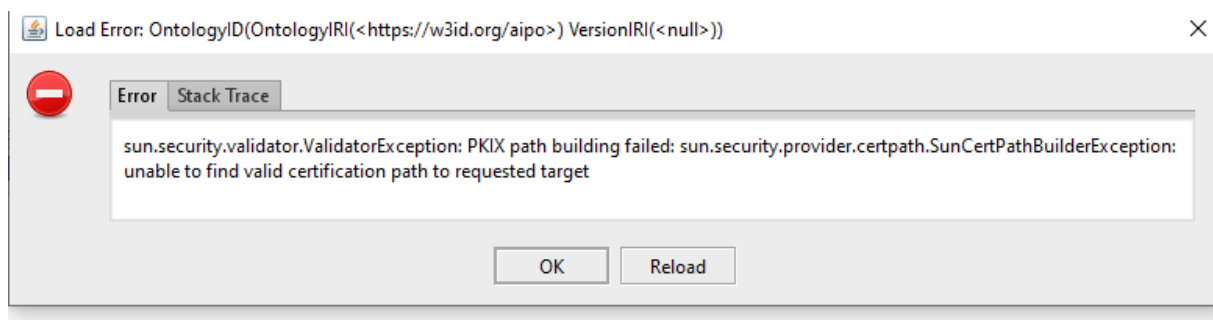 Load Error: OntologyID(OntologyIRI(<https://w3id.org/aipo>) VersionIRI(<null>))
Error Stack Trace
sun.security.validator.ValidatorException: PKIX path building failed: sun.security.provider.certpath.SunCertPathBuilderException:
unable to find valid certification path to requested target
OK Reload